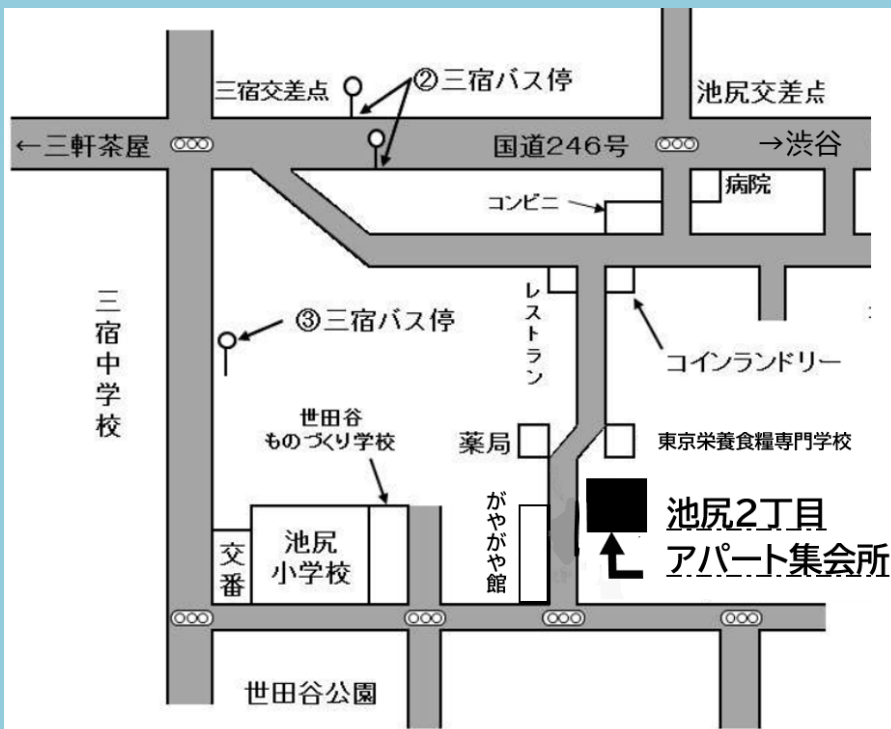 三宿交差点
②三宿バス停
池尻交差点
←三軒茶屋
国道246号
→渋谷
コンビニ
病院
三宿中学校
③三宿バス停
レストラン
コインランドリー
世田谷
ものづくり学校
薬局
東京栄養食糧専門学校
がやがや館
池尻2丁目
アパート集会所
交番
池尻
小学校
世田谷公園